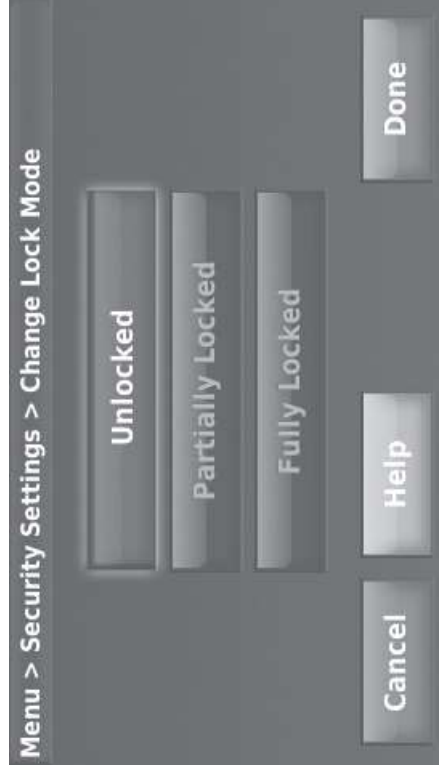 Menu > Security Settings > Change Lock Mode
Unlocked
Partially Locked
Fully Locked
Cancel Help Done